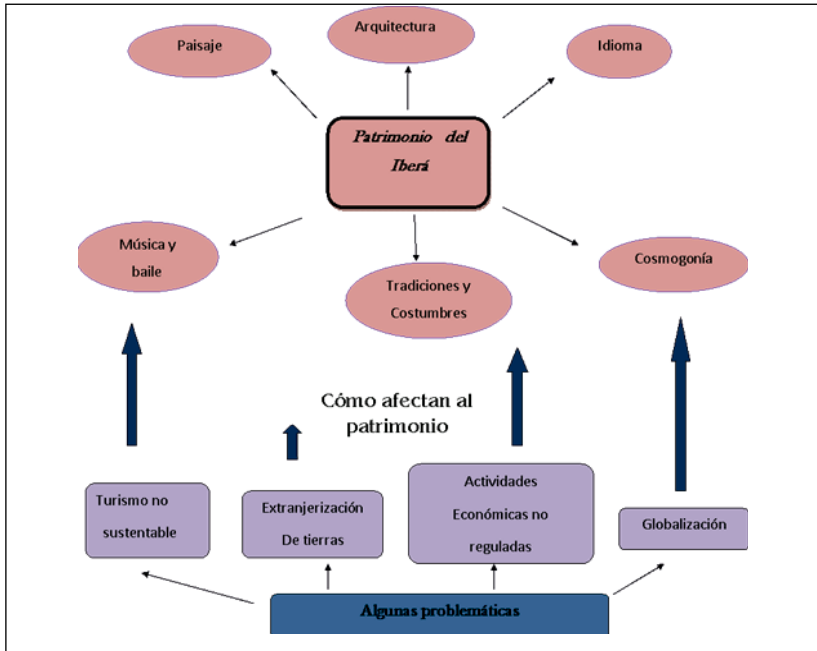 Paisaje
Arquitectura
Idioma
Patrimonio del
Iberá
Música y
baile
Tradiciones y
Costumbres
Cosmogonía
Cómo afectan al
patrimonio
Turismo no
sustentable
Extranjerización
De tierras
Actividades
Económicas no
reguladas
Globalización
Algunas problemáticas